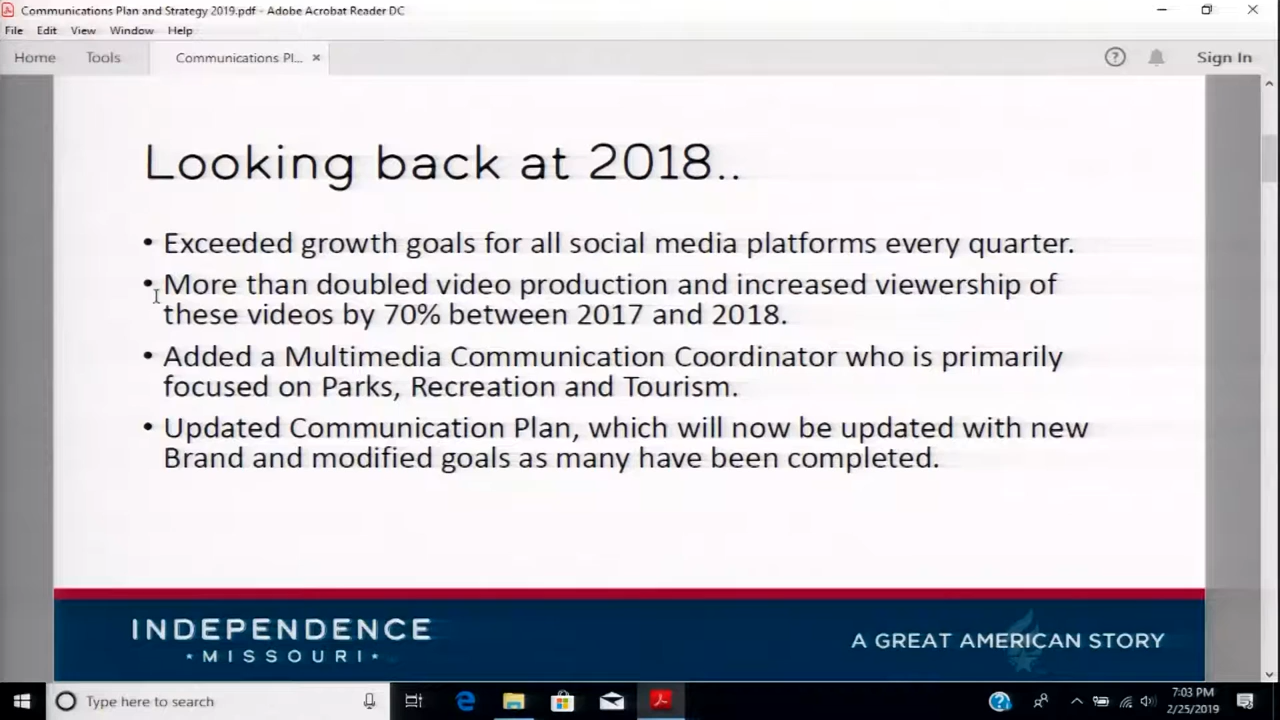 Communications Plan and Strategy 2019.pdf - Adobe Acrobat Reader DC
File Edit View Window Help
Home Tools Communications Pl... × ? Sign In
Looking back at 2018..
• Exceeded growth goals for all social media platforms every quarter.
• More than doubled video production and increased viewership of
these videos by 70% between 2017 and 2018.
• Added a Multimedia Communication Coordinator who is primarily
focused on Parks, Recreation and Tourism.
• Updated Communication Plan, which will now be updated with new
Brand and modified goals as many have been completed.
INDEPENDENCE
• MISSOURI •
A GREAT AMERICAN STORY
Type here to search
7:03 PM
2/25/2019